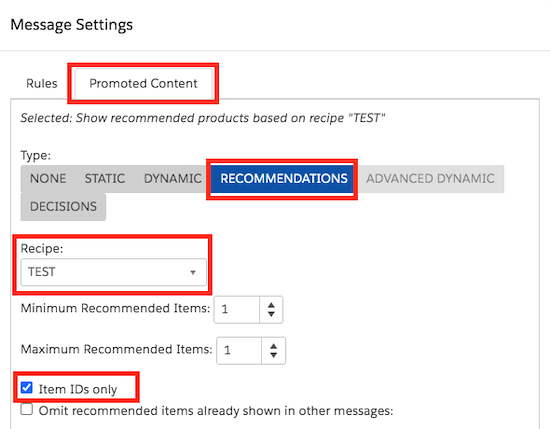 Message Settings
Rules
Promoted Content
Selected: Show recommended products based on recipe "TEST"
Type:
NONE STATIC DYNAMIC RECOMMENDATIONS ADVANCED DYNAMIC
DECISIONS
Recipe:
TEST
Minimum Recommended Items: 1
Maximum Recommended Items: 1
Item IDs only
Omit recommended items already shown in other messages: